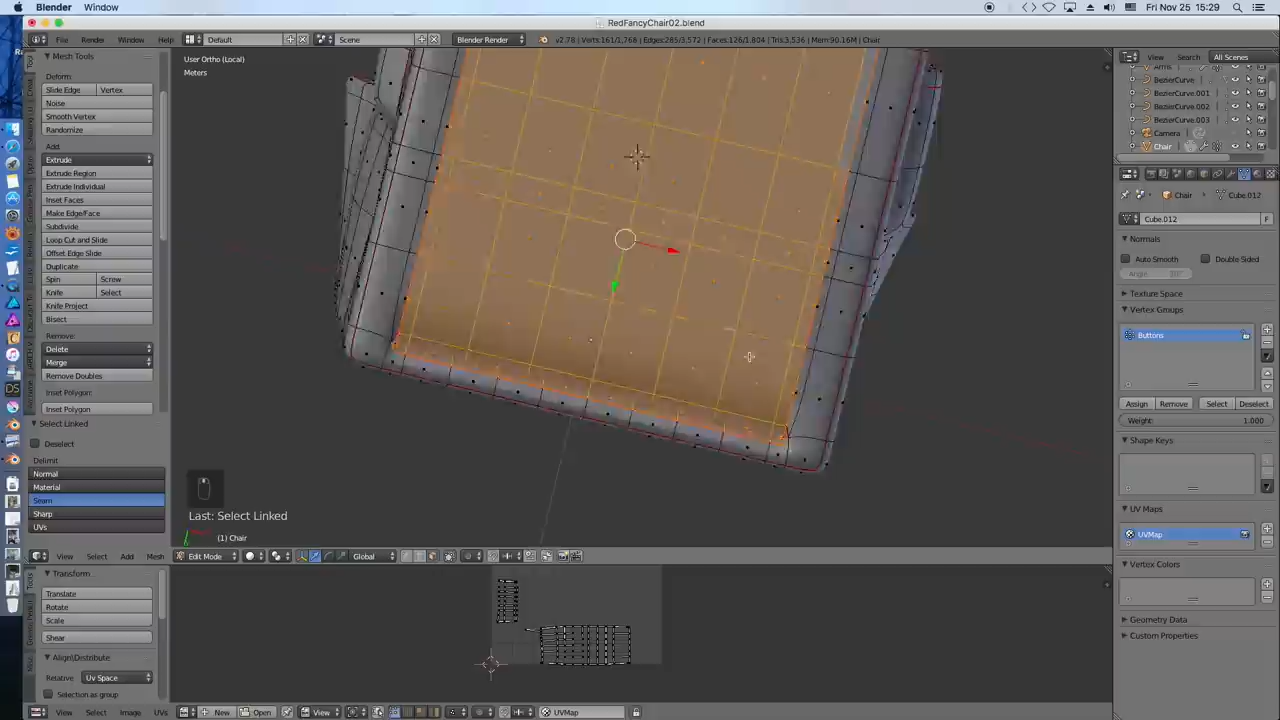 Blender Window Fri Nov 25 15:29
RedFancyChair02.blend
File Render Window Help Default Scene Blender Render v2.78 | Verts:161/1,768 | Edges:285/3,572 | Faces:126/1,804 | Tris:3,536 | Mem:90.16M | Chair View Search All Scenes
Mesh Tools
Deform:
Slide Edge Vertex
Noise
Smooth Vertex
Randomize
Add:
Extrude
Extrude Region
Extrude Individual
Inset Faces
Make Edge/Face
Subdivide
Loop Cut and Slide
Offset Edge Slide
Duplicate
Spin Screw
Knife Select
Knife Project
Bisect
Remove:
Delete
Merge
Remove Doubles
Inset Polygon:
Inset Polygon
Select Linked
Deselect
Delimit
Normal
Material
Seam
Sharp
UVs
User Ortho (Local)
Meters
Last: Select Linked
(1) Chair
View Select Add Mesh Edit Mode Global
BezierCurve
BezierCurve.001
BezierCurve.002
BezierCurve.003
Camera
Chair
Chair Cube.012
Cube.012 F
Normals
Auto Smooth Double Sided
Angle:
Texture Space
Vertex Groups
Buttons
Assign Remove Select Deselect
Weight: 1.000
Shape Keys
UV Maps
UVMap
Vertex Colors
Geometry Data
Custom Properties
Tools
Transform
Translate
Rotate
Scale
Shear
Align\Distribute
Relative Uv Space
Selection as group
View Select Image UVs New Open View UVMap